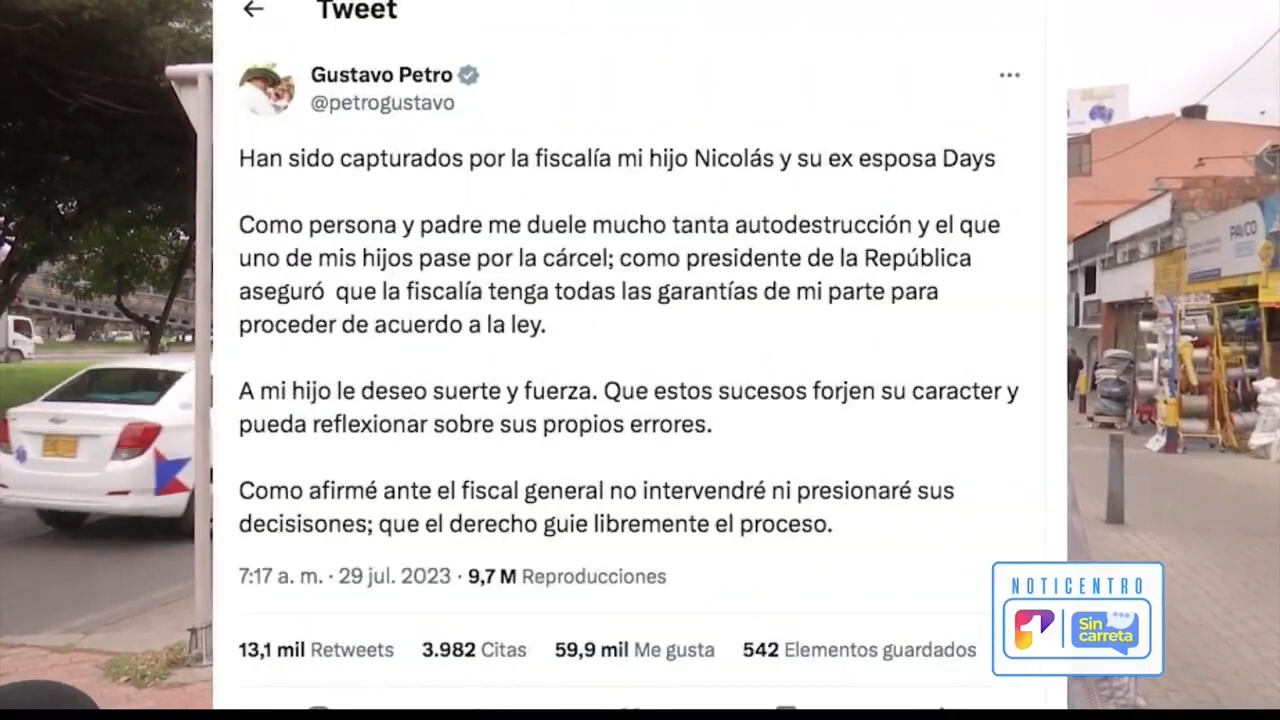 Tweet
Gustavo Petro
@petrogustavo
Han sido capturados por la fiscalía mi hijo Nicolás y su ex esposa Days
Como persona y padre me duele mucho tanta autodestrucción y el que
uno de mis hijos pase por la cárcel; como presidente de la República
aseguró  que la fiscalía tenga todas las garantías de mi parte para
proceder de acuerdo a la ley.
A mi hijo le deseo suerte y fuerza. Que estos sucesos forjen su caracter y
pueda reflexionar sobre sus propios errores.
Como afirmé ante el fiscal general no intervendré ni presionaré sus
decisisones; que el derecho guie libremente el proceso.
7:17 a. m. · 29 jul. 2023 · 9,7 M Reproducciones
13,1 mil Retweets 3.982 Citas 59,9 mil Me gusta 542 Elementos guardados
PAVCO
NOTICENTRO
1 Sin
carreta